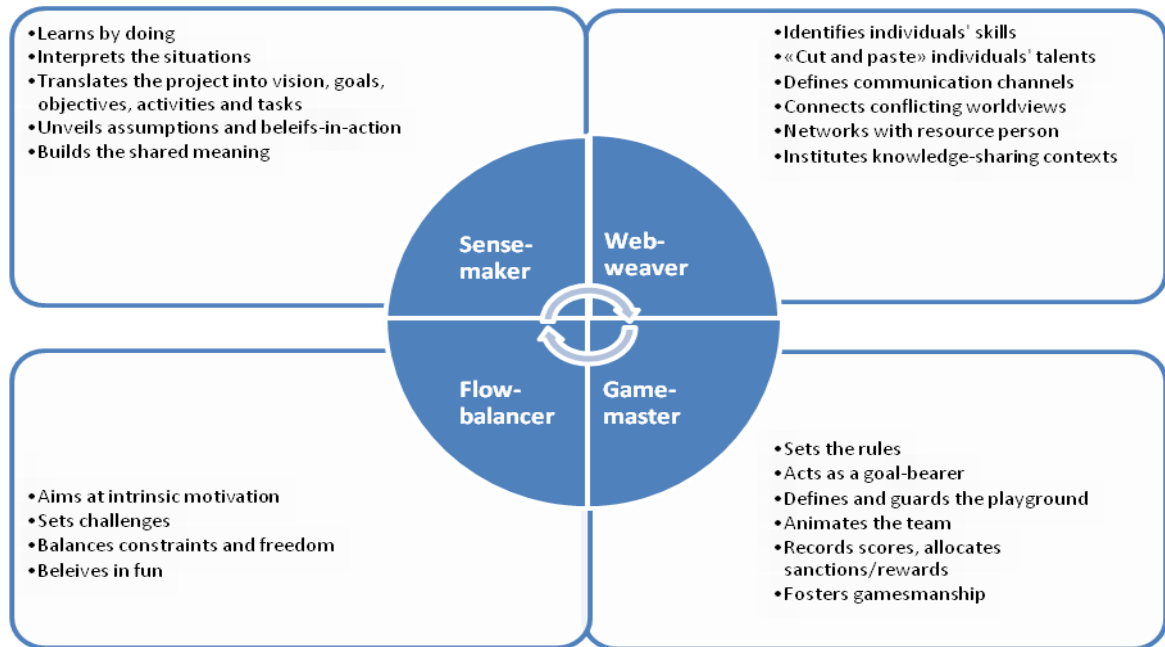 •Learns by doing
•Interprets the situations
•Translates the project into vision, goals,
objectives, activities and tasks
•Unveils assumptions and beleifs-in-action
•Builds the shared meaning
•Identifies individuals' skills
•«Cut and paste» individuals' talents
•Defines communication channels
•Connects conflicting worldviews
•Networks with resource person
•Institutes knowledge-sharing contexts
Sense-
maker
Web-
weaver
Flow-
balancer
Game-
master
•Aims at intrinsic motivation
•Sets challenges
•Balances constraints and freedom
•Beleives in fun
•Sets the rules
•Acts as a goal-bearer
•Defines and guards the playground
•Animates the team
•Records scores, allocates
sanctions/rewards
•Fosters gamesmanship